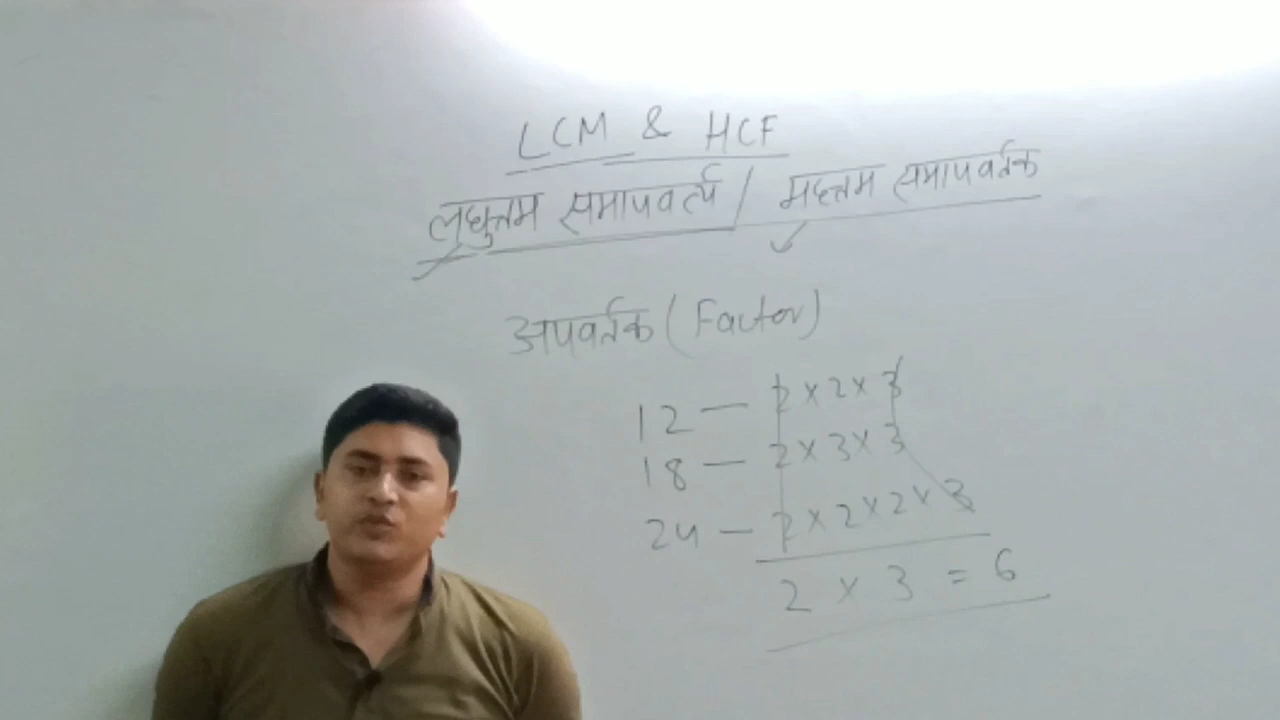 LCM & HCF
लघुत्तम समापवर्त्य / महत्तम समापवर्तक
अपवर्तक (Factor)
12 — 2 x 2 x 3
18 — 2 x 3 x 3
24 — 2 x 2 x 2 x 3
2 x 3 = 6